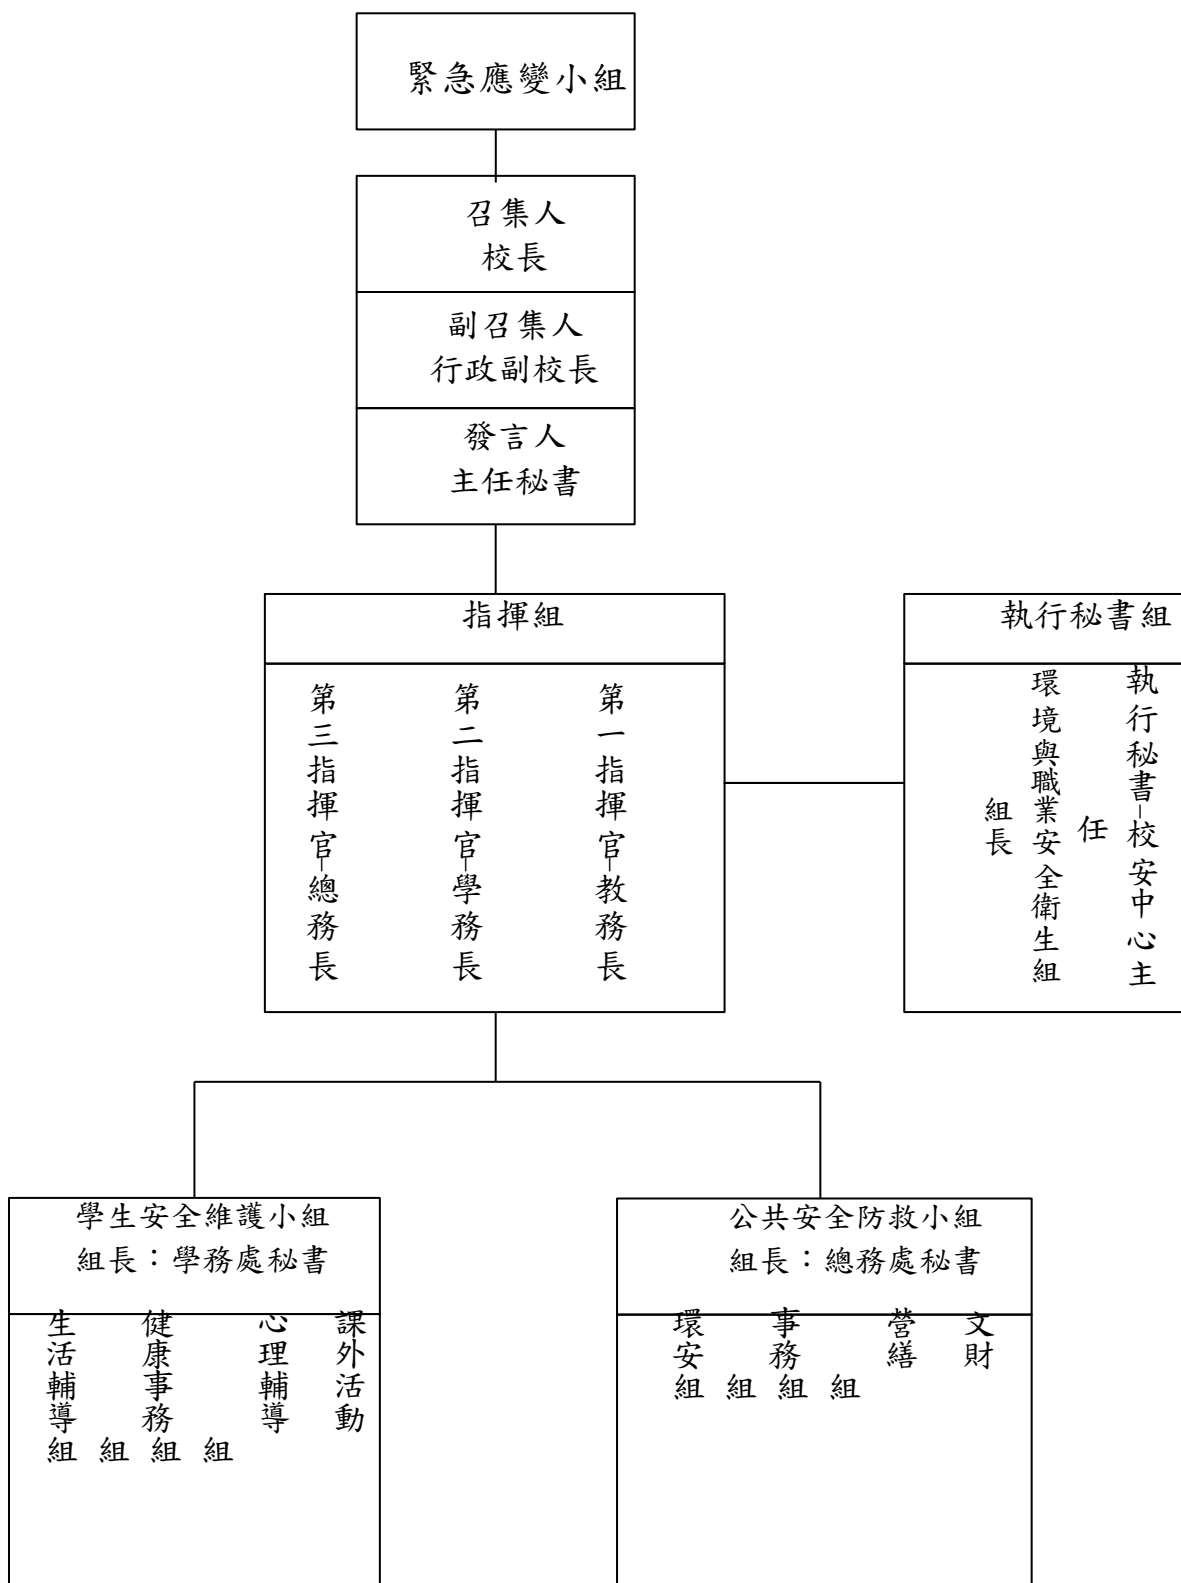 緊急應變小組
召集人
校長
副召集人
行政副校長
發言人
主任秘書
指揮組
第一指揮官-教務長
第二指揮官-學務長
第三指揮官-總務長
執行秘書組
執行秘書-校安中心主
任
環境與職業安全衛生組
組長
學生安全維護小組
組長：學務處秘書
生活輔導
健康事務
心理輔導
課外活動
組 組 組 組
公共安全防救小組
組長：總務處秘書
環安
事務
營繕
文財
組 組 組 組